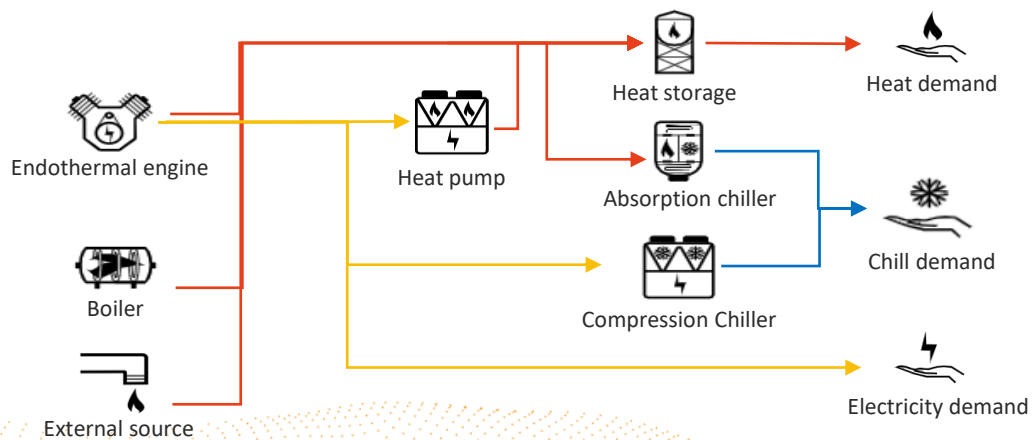 Heat storage
Heat demand
Endothermal engine
Heat pump
Absorption chiller
Chill demand
Boiler
Compression Chiller
External source
Electricity demand